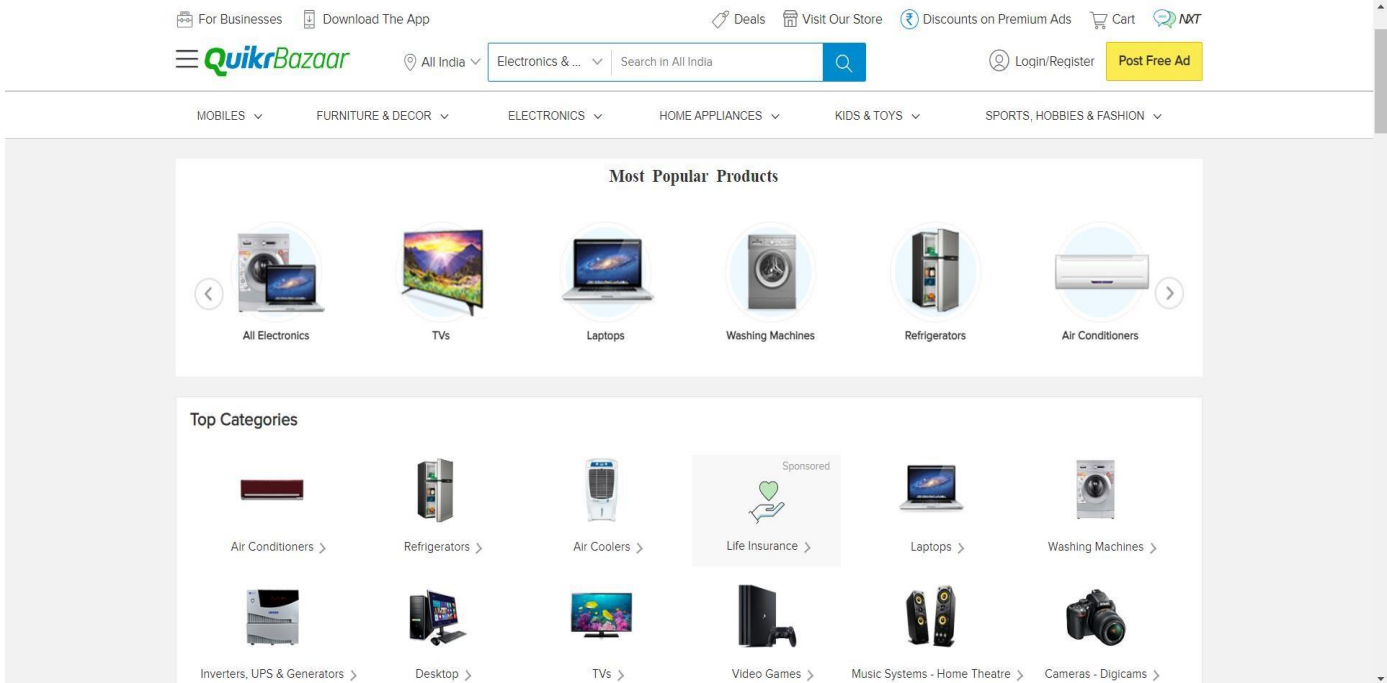 For Businesses Download The App Deals Visit Our Store ₹ Discounts on Premium Ads Cart NXT
QuikrBazaar All India Electronics & ... Search in All India Login/Register Post Free Ad
MOBILES FURNITURE & DECOR ELECTRONICS HOME APPLIANCES KIDS & TOYS SPORTS, HOBBIES & FASHION
Most Popular Products
All Electronics TVs Laptops Washing Machines Refrigerators Air Conditioners
Top Categories
Sponsored
Air Conditioners Refrigerators Air Coolers Life Insurance Laptops Washing Machines
Inverters, UPS & Generators Desktop TVs Video Games Music Systems - Home Theatre Cameras - Digicams